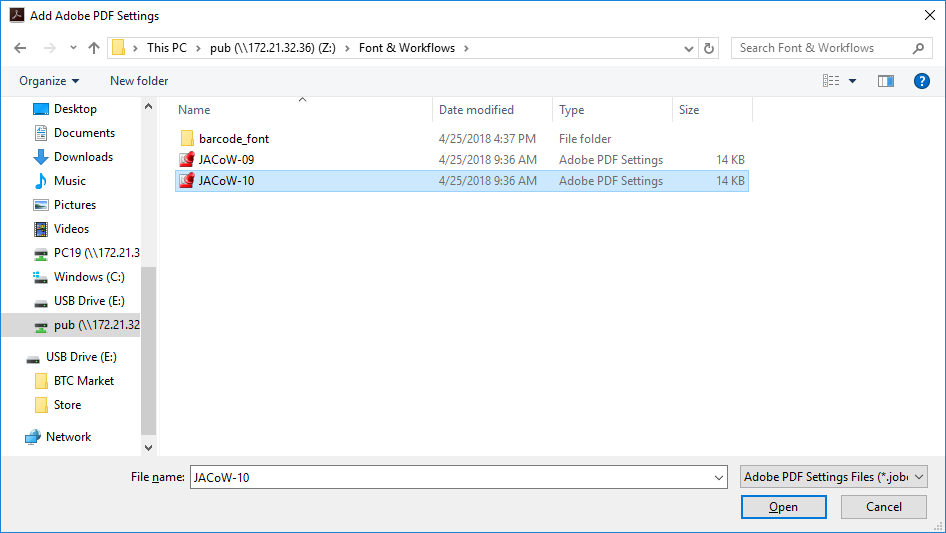 Add Adobe PDF Settings
This PC > pub (\\172.21.32.36) (Z:) > Font & Workflows >
Search Font & Workflows
Organize
New folder
Name
Date modified
Type
Size
Desktop
Documents
Downloads
Music
Pictures
Videos
PC19 (\\172.21.3
Windows (C:)
USB Drive (E:)
pub (\\172.21.32
USB Drive (E:)
BTC Market
Store
Network
barcode_font 4/25/2018 4:37 PM File folder
JACoW-09 4/25/2018 9:36 AM Adobe PDF Settings 14 KB
JACoW-10 4/25/2018 9:36 AM Adobe PDF Settings 14 KB
File name: JACoW-10
Adobe PDF Settings Files (*.jobo
Open
Cancel